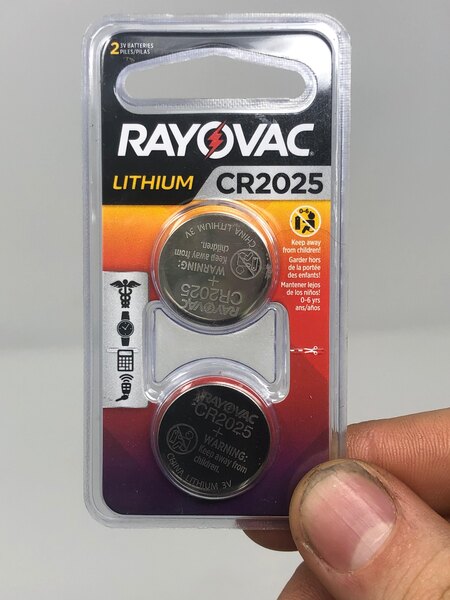 2 3V BATTERIES
PILES/PILAS
RAYOVAC
LITHIUM CR2025
0-6
Keep away
from children!
Garder hors
de la portée
des enfants!
Mantener lejos
de los niños!
0-6 yrs
ans/años
RAYOVAC
CR2025
+
WARNING:
Keep away from
children.
CHINA, LITHIUM 3V
RAYOVAC
CR2025
+
WARNING:
Keep away from
children.
CHINA LITHIUM 3V